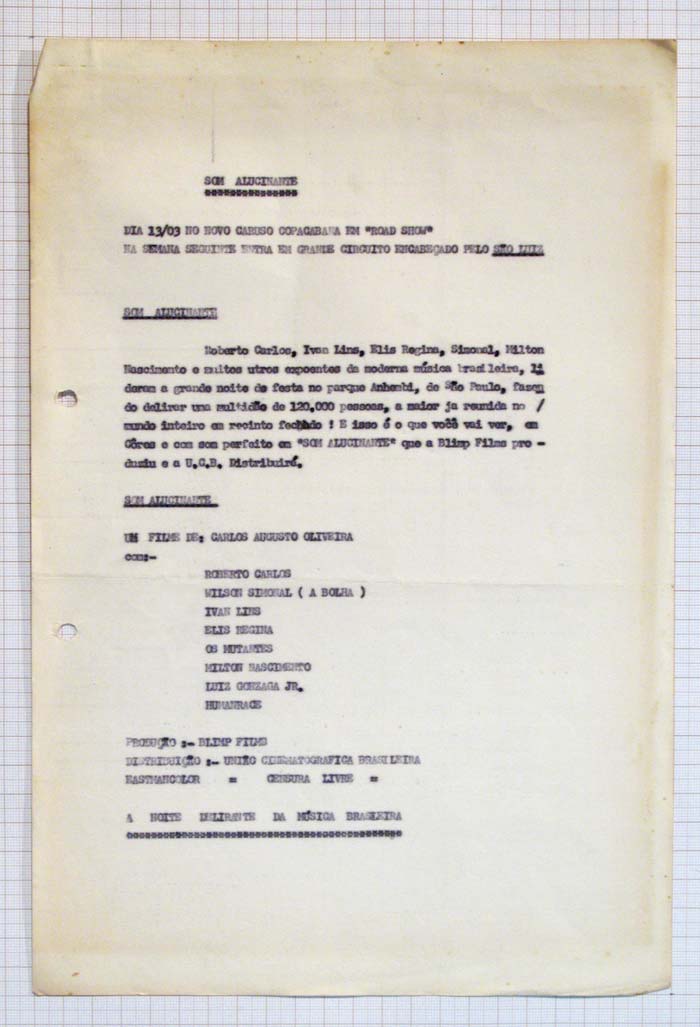 SOM ALUCINANTE
DIA 13/03 NO NOVO CARUSO COPACABANA EM "ROAD SHOW"
NA SEMANA SEGUINTE ENTRA EM GRANDE CIRCUITO ENCABEÇADO PELO SÃO LUIZ
SOM ALUCINANTE
Roberto Carlos, Ivan Lins, Elis Regina, Simonal, Milton
Nascimento e muitos utros expoentes da moderna música brasileira, li
deram a grande noite de festa no parque Anhembi, de São Paulo, fazen
do delirar uma multidão de 120.000 pessoas, a maior ja reunida no /
mundo inteiro em recinto fechado ! E isso é o que você vai ver, em
Côres e com som perfeito em "SOM ALUCINANTE" que a Blimp Films pro -
duziu e a U.C.B. Distribuirá.
SOM ALUCINANTE
UM FILME DE: CARLOS AUGUSTO OLIVEIRA
com:-
ROBERTO CARLOS
WILSON SIMONAL ( A BOLHA )
IVAN LINS
ELIS REGINA
OS MUTANTES
MILTON NASCIMENTO
LUIZ GONZAGA JR.
HUMANRACE
PRODUÇÃO :- BLIMP FILMS
DISTRIBUIÇÃO :- UNIÃO CINEMATOGRAFICA BRASILEIRA
EASTMANCOLOR = CENSURA LIVRE =
A NOITE DELIRANTE DA MÚSICA BRASILEIRA